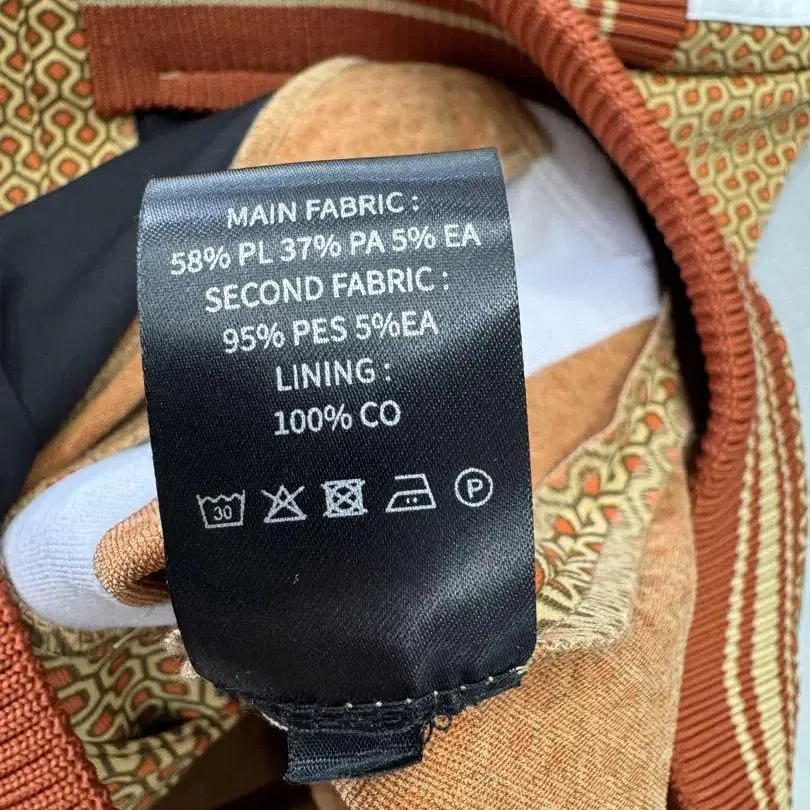 MAIN FABRIC :
58% PL 37% PA 5% EA
SECOND FABRIC :
95% PES 5%EA
LINING :
100% CO
30 P